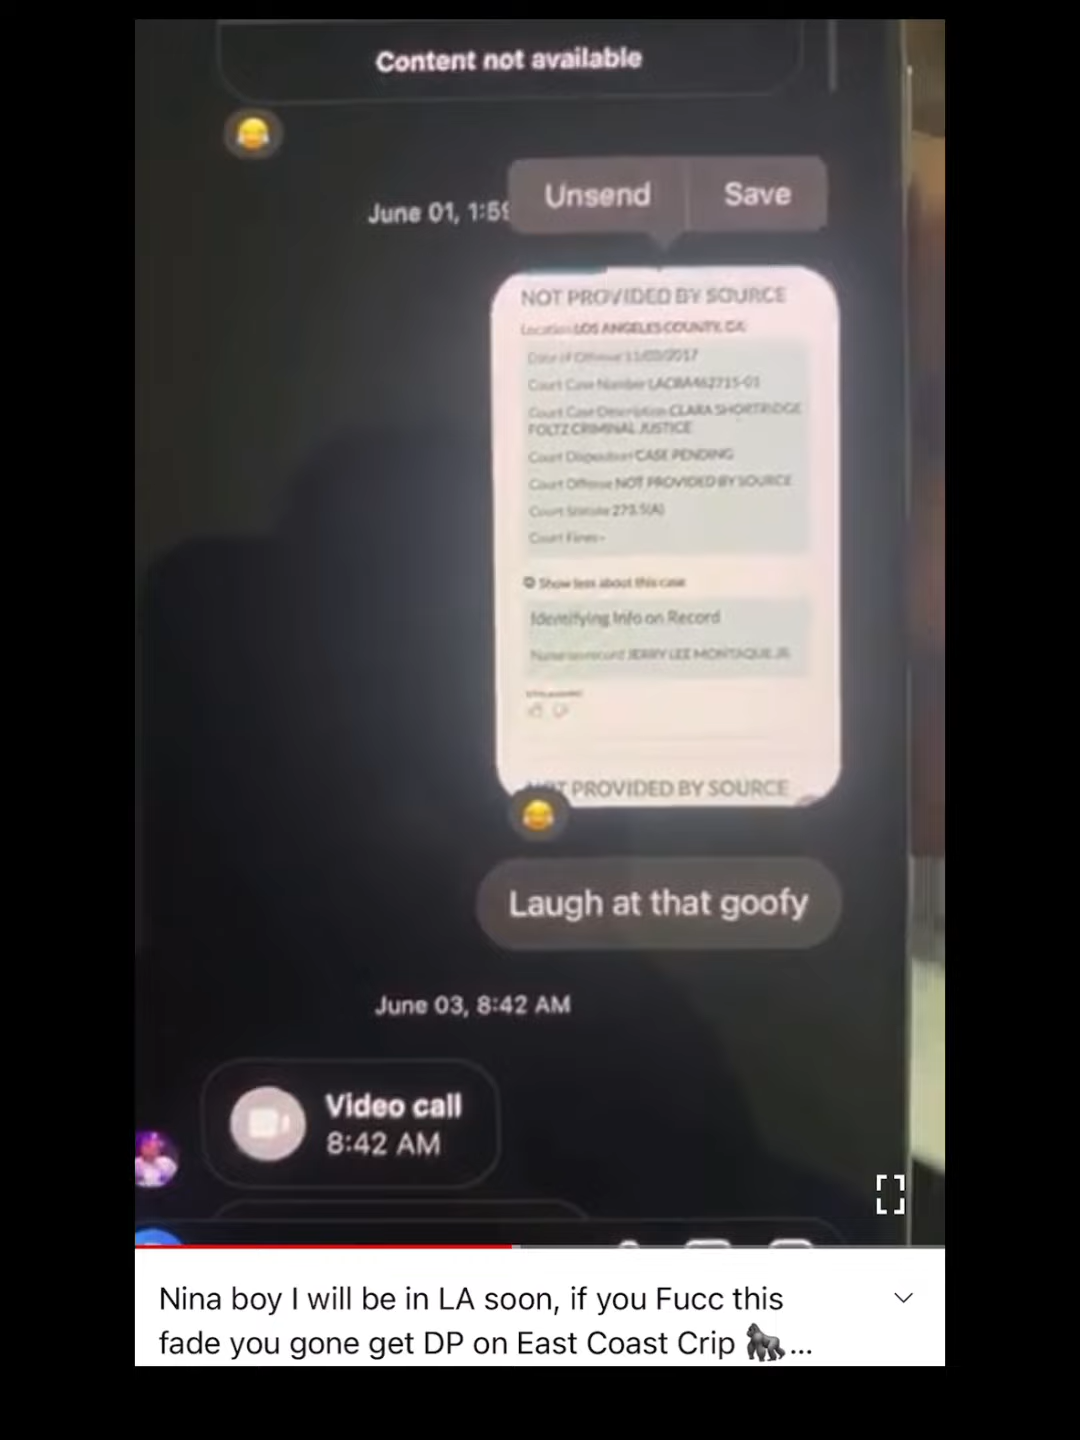 Content not available
Unsend
Save
June 01, 1:59
NOT PROVIDED BY SOURCE
Location LOS ANGELES COUNTY, CA
Date of Offense 11/03/2017
Court Case Number LACBA462715-01
Court Case Description CLARA SHORTRIDGE
FOLTZ CRIMINAL JUSTICE
Court Disposition CASE PENDING
Court Offense NOT PROVIDED BY SOURCE
Court Statute 273.5(A)
Court Fines-
Show less about this case
Identifying Info on Record
Name on record JERRY LEE MONTAQUE JR
NOT PROVIDED BY SOURCE
Laugh at that goofy
June 03, 8:42 AM
Video call
8:42 AM
Nina boy I will be in LA soon, if you Fucc this
fade you gone get DP on East Coast Crip 🦍...